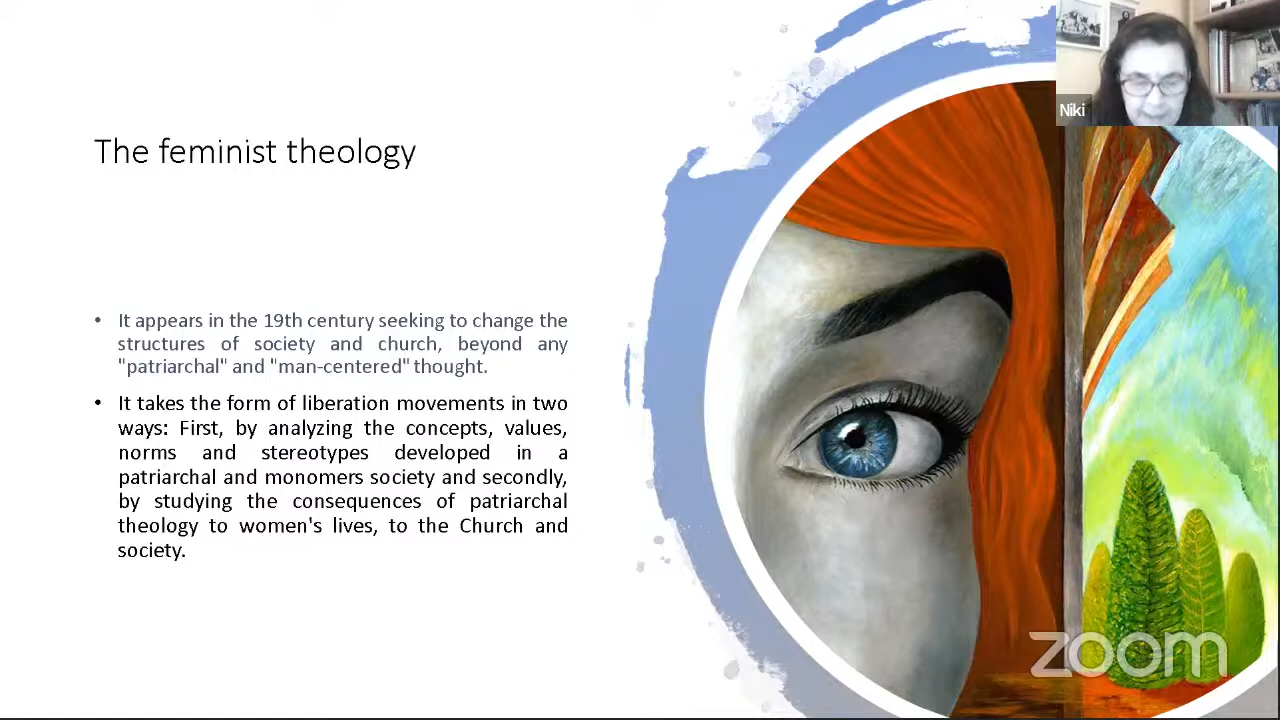 Niki
The feminist theology
• It appears in the 19th century seeking to change the
structures of society and church, beyond any
"patriarchal" and "man-centered" thought.
• It takes the form of liberation movements in two
ways: First, by analyzing the concepts, values,
norms and stereotypes developed in a
patriarchal and monomers society and secondly,
by studying the consequences of patriarchal
theology to women's lives, to the Church and
society.
zoom